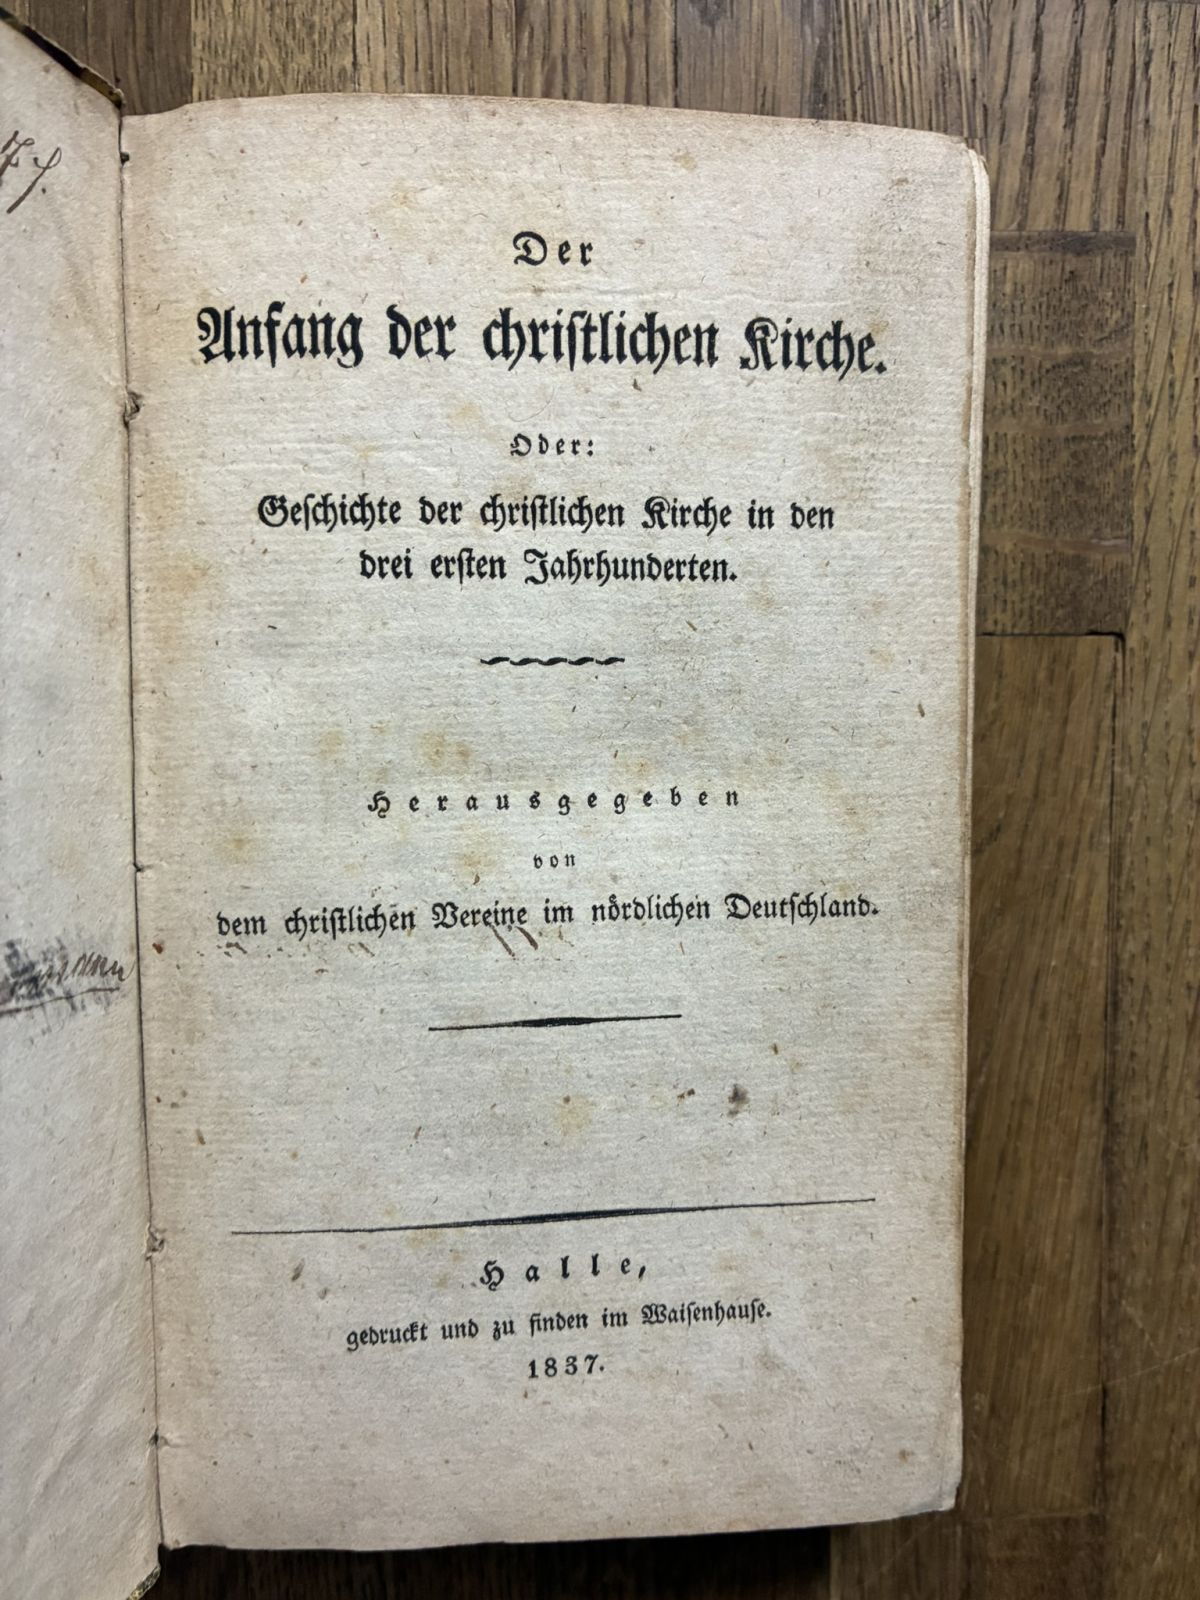 Der
Anfang der chriſtlichen Kirche.
Oder:
Geſchichte der chriſtlichen Kirche in den
drei erſten Jahrhunderten.
Herausgegeben
von
dem chriſtlichen Vereine im nördlichen Deutſchland.
Halle,
gedruckt und zu finden im Waiſenhauſe.
1837.